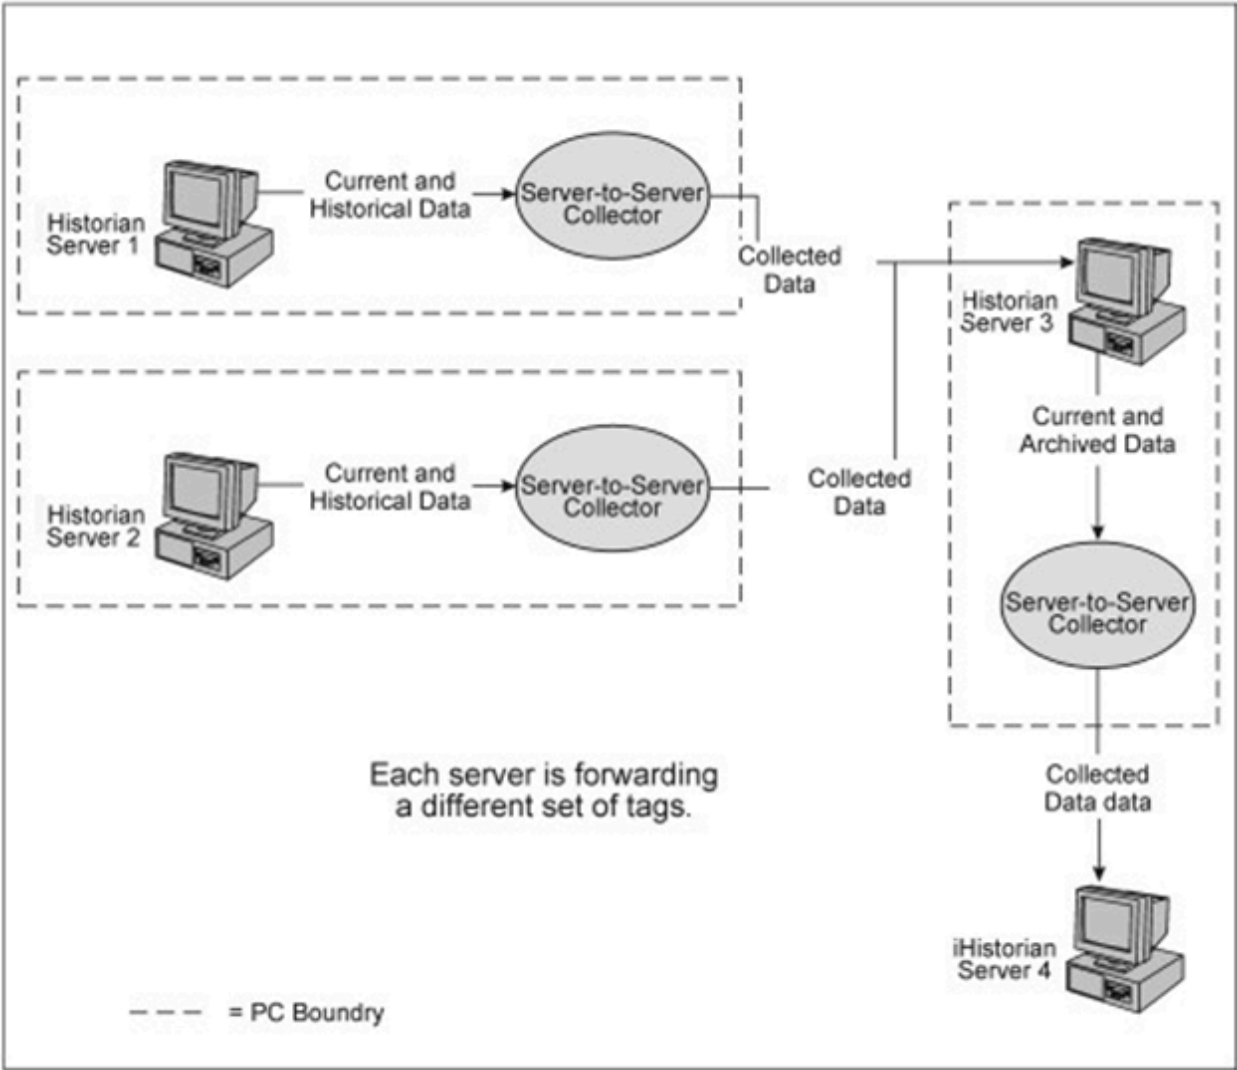 Current and
Historical Data
Server-to-Server
Collector
Historian
Server 1
Collected
Data
Historian
Server 3
Current and
Historical Data
Server-to-Server
Collector
Historian
Server 2
Collected
Data
Current and
Archived Data
Server-to-Server
Collector
Each server is forwarding
a different set of tags.
Collected
Data data
iHistorian
Server 4
= PC Boundry